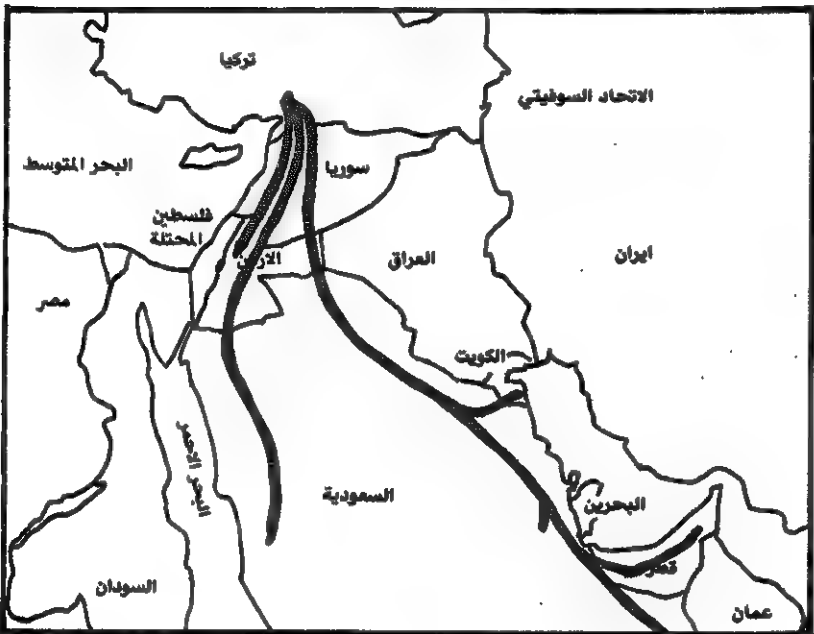 تركيا
الاتحاد السوفيتي
البحر المتوسط
سوريا
فلسطين
المحتلة
الاردن
العراق
ايران
مصر
الكويت
البحر الاحمر
السعودية
البحرين
قطر
السودان
عمان